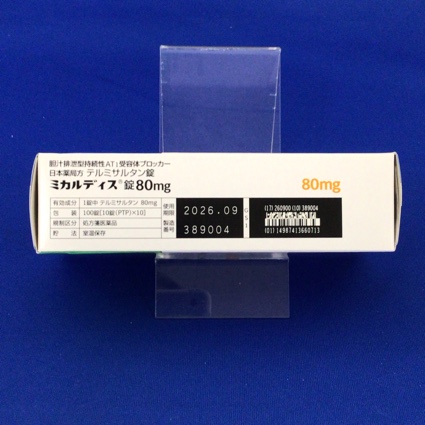 胆汁排泄型持続性AT₁受容体ブロッカー
日本薬局方 テルミサルタン錠
ミカルディス®錠80mg
80mg
有効成分 1錠中 テルミサルタン 80mg
包装 100錠[10錠(PTP)×10]
規制区分 処方箋医薬品
貯法 室温保存
使用期限 2026.09
製造番号 389004
(17) 260900 (10) 389004
(01) 14987413660713